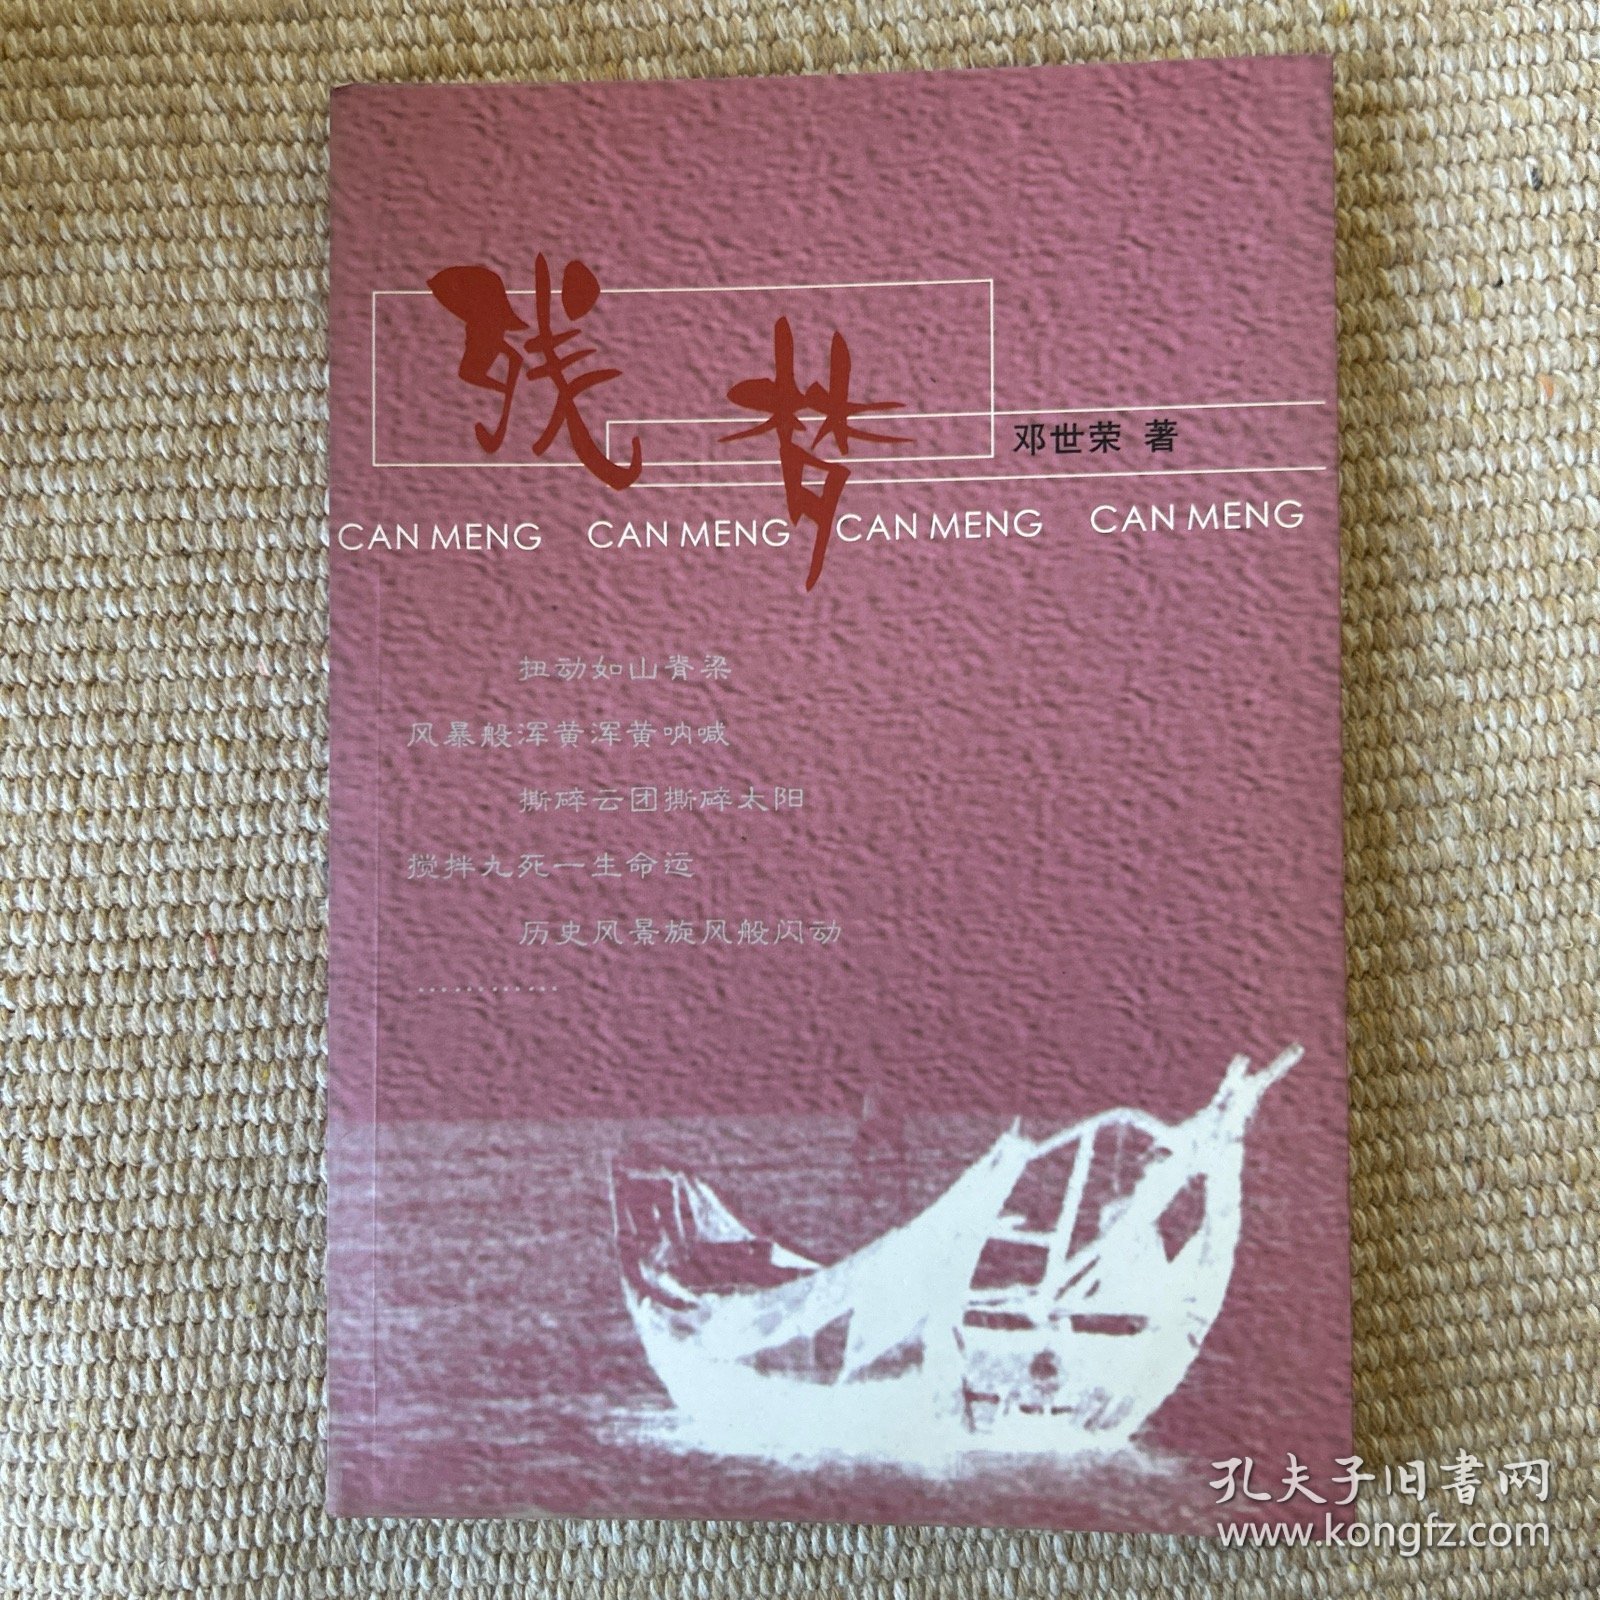 残梦
邓世荣 著
CAN MENG CAN MENG CAN MENG CAN MENG
扭动如山脊梁
风暴般浑黄浑黄呐喊
撕碎云团撕碎太阳
搅拌九死一生命运
历史风景旋风般闪动
…………
孔夫子旧书网
www.kongfz.com